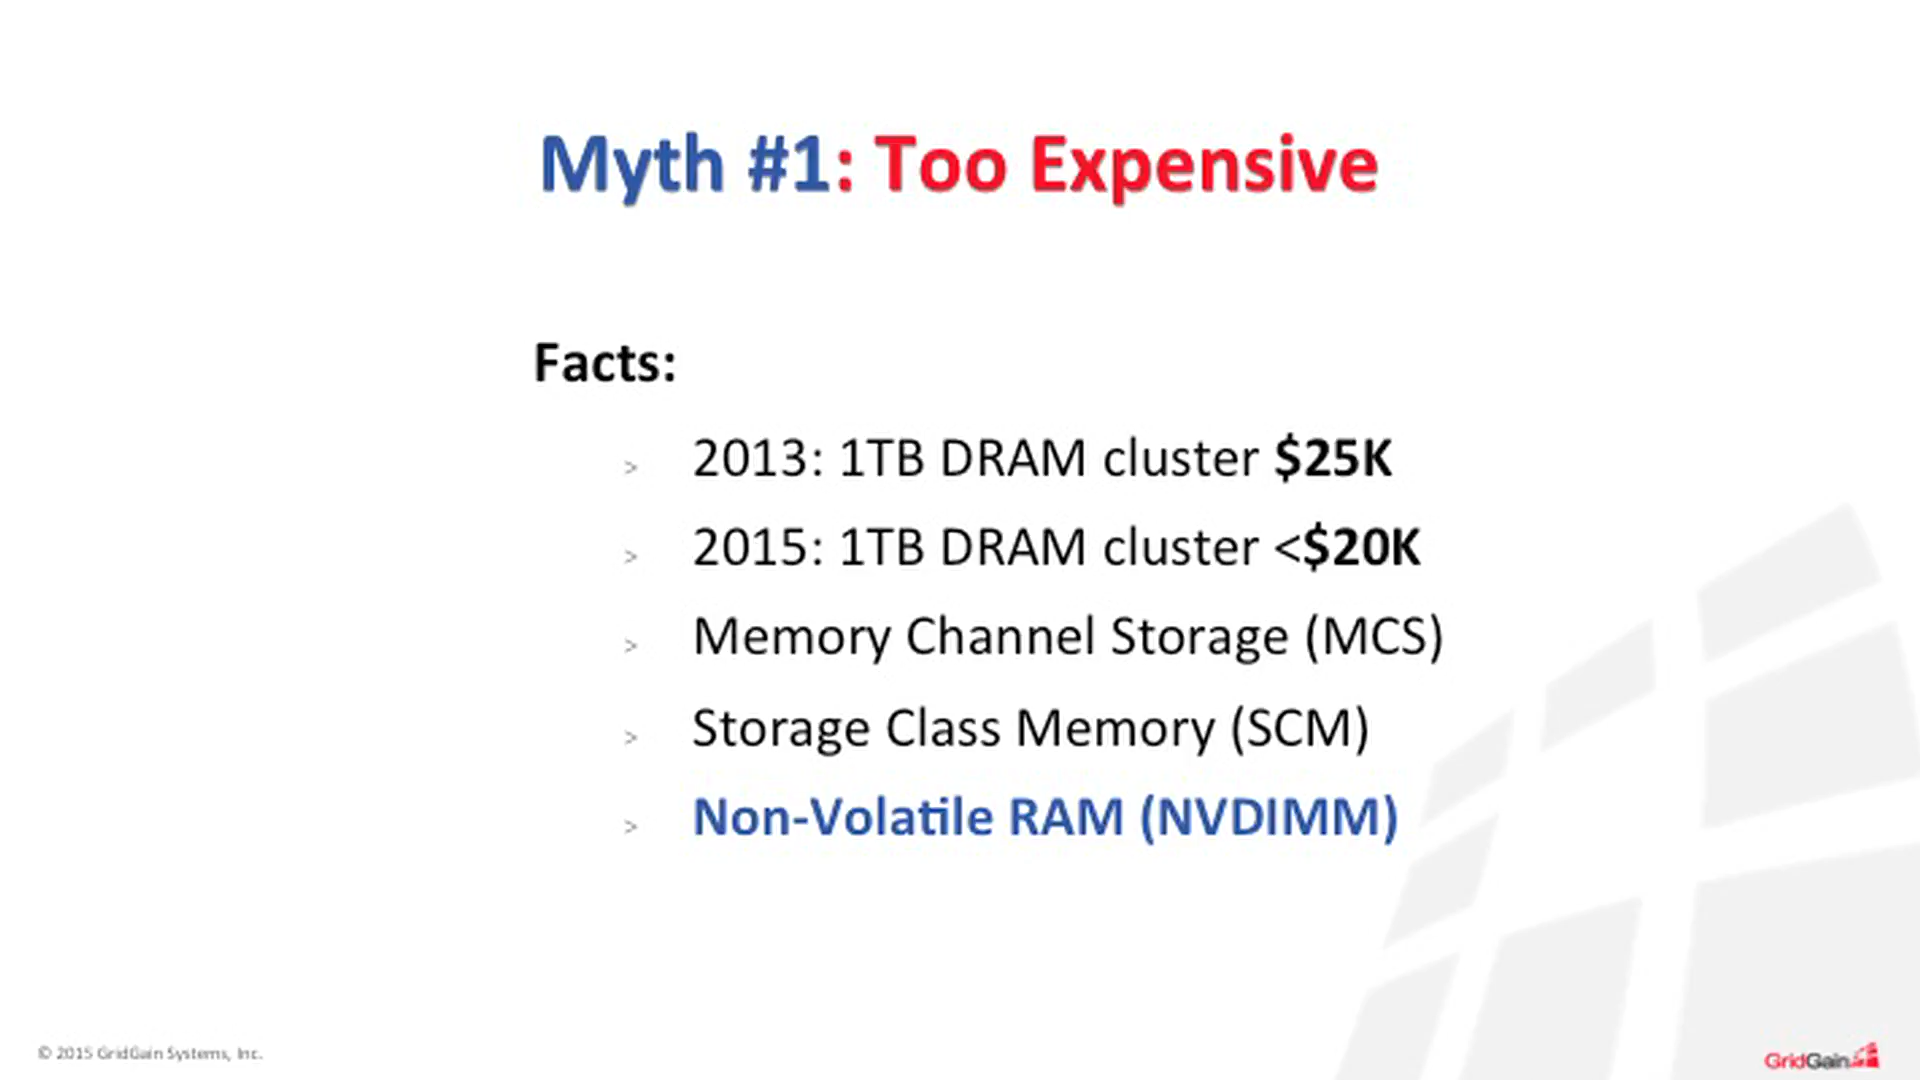 Myth #1: Too Expensive
Facts:
> 2013: 1TB DRAM cluster $25K
> 2015: 1TB DRAM cluster <$20K
> Memory Channel Storage (MCS)
> Storage Class Memory (SCM)
> Non-Volatile RAM (NVDIMM)
© 2015 GridGain Systems, Inc.
GridGain